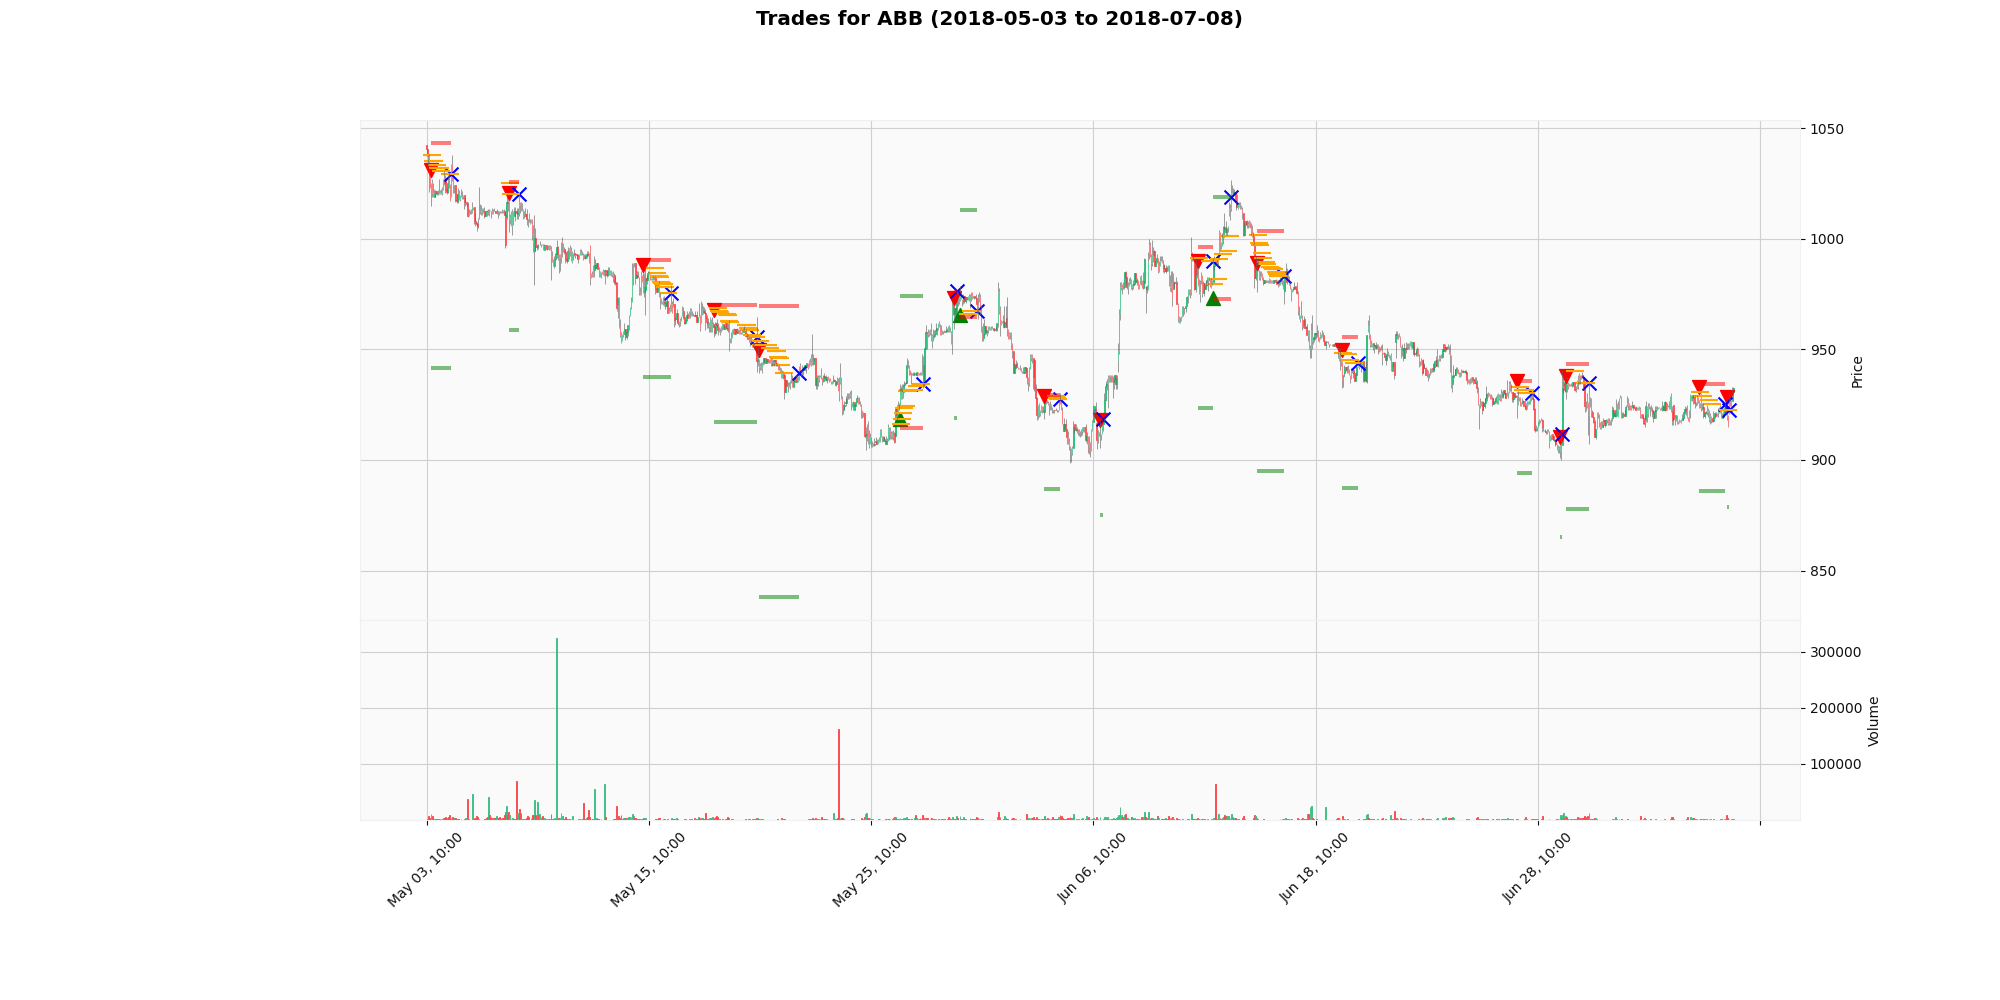 Trades for ABB (2018-05-03 to 2018-07-08)
1050
1000
950
900
850
Price
300000
200000
100000
Volume
May 03, 10:00
May 15, 10:00
May 25, 10:00
Jun 06, 10:00
Jun 18, 10:00
Jun 28, 10:00